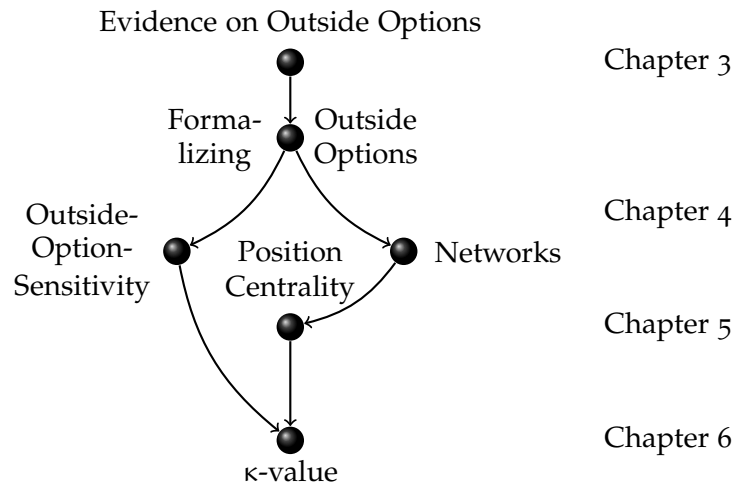 Evidence on Outside Options
Chapter 3
Forma- Outside
lizing Options
Outside-
Option-
Sensitivity
Position
Centrality
Networks
Chapter 4
Chapter 5
κ-value
Chapter 6